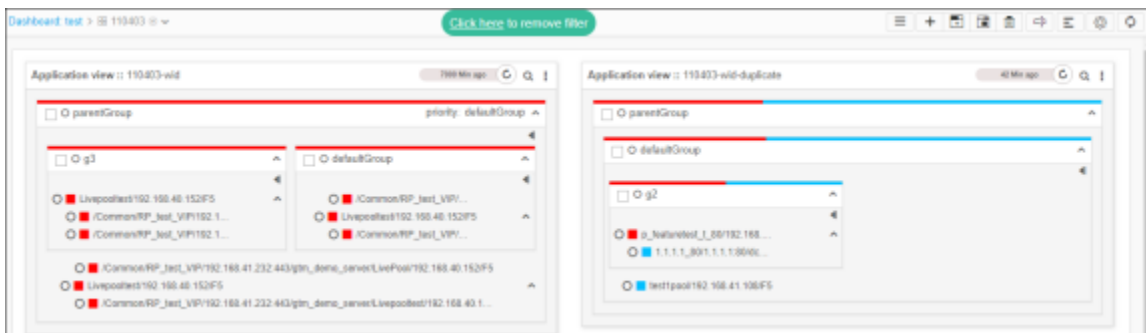 Dashboard: test > 110403
Click here to remove filter
Application view :: 110403-wid
7909 Min ago
parentGroup
priority: defaultGroup
g3
Livepooltest/192.168.40.152/F5
/Common/RP_test_VIP/192.1...
/Common/RP_test_VIP/192.1...
defaultGroup
/Common/RP_test_VIP/...
Livepooltest/192.168.40.152/F5
/Common/RP_test_VIP/...
/Common/RP_test_VIP/192.168.41.232:443/gtm_demo_server/LivePool/192.168.40.152/F5
Livepooltest/192.168.40.152/F5
/Common/RP_test_VIP/192.168.41.232:443/gtm_demo_server/Livepooltest/192.168.40.1...
Application view :: 110403-wid-duplicate
42 Min ago
parentGroup
defaultGroup
g2
p_featuretest_t_80/192.168....
1.1.1.1_80/1.1.1.1:80/dc...
test1pool/192.168.41.108/F5